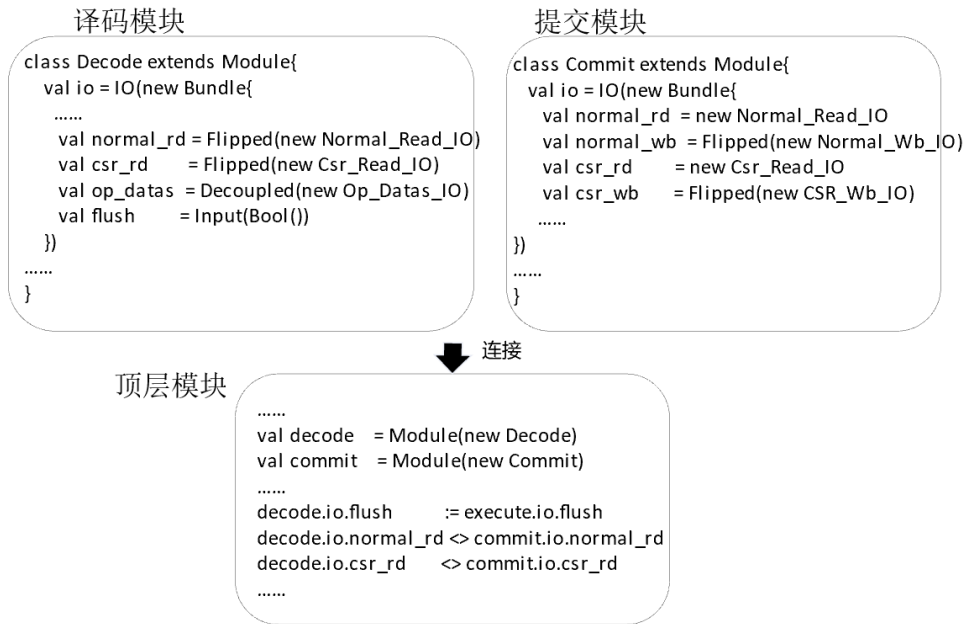 译码模块
class Decode extends Module{
val io = IO(new Bundle{
......
val normal_rd = Flipped(new Normal_Read_IO)
val csr_rd = Flipped(new Csr_Read_IO)
val op_datas = Decoupled(new Op_Datas_IO)
val flush = Input(Bool())
})
......
}
提交模块
class Commit extends Module{
val io = IO(new Bundle{
val normal_rd = new Normal_Read_IO
val normal_wb = Flipped(new Normal_Wb_IO)
val csr_rd = new Csr_Read_IO
val csr_wb = Flipped(new CSR_Wb_IO)
......
})
......
}
连接
顶层模块
......
val decode = Module(new Decode)
val commit = Module(new Commit)
......
decode.io.flush := execute.io.flush
decode.io.normal_rd <> commit.io.normal_rd
decode.io.csr_rd <> commit.io.csr_rd
......